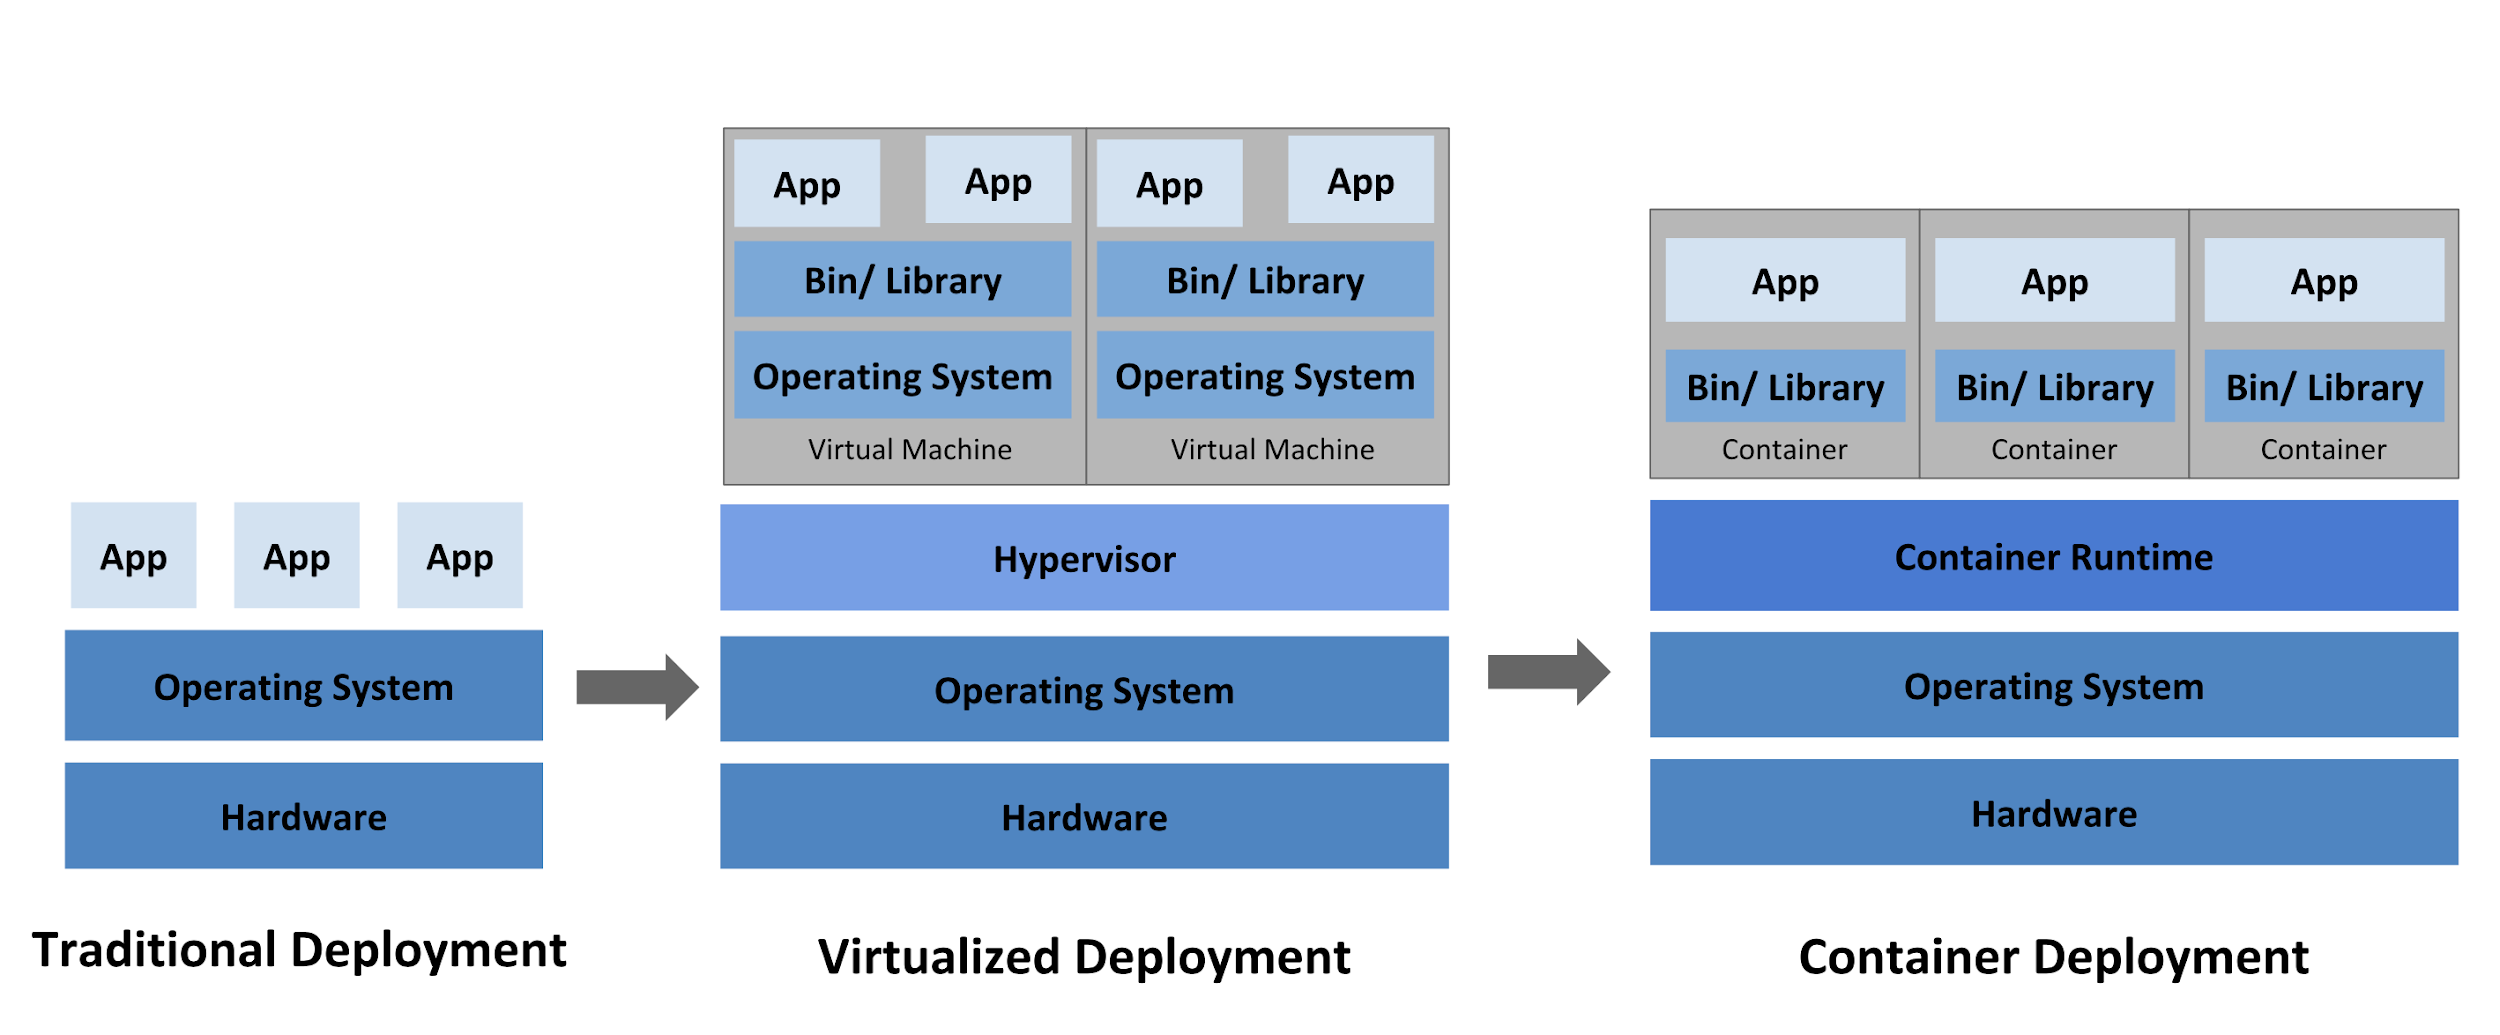 App
App
App
Operating System
Hardware
Traditional Deployment
App
App
App
App
Bin/ Library
Bin/ Library
Operating System
Operating System
Virtual Machine
Virtual Machine
Hypervisor
Operating System
Hardware
Virtualized Deployment
App
App
App
Bin/ Library
Bin/ Library
Bin/ Library
Container
Container
Container
Container Runtime
Operating System
Hardware
Container Deployment